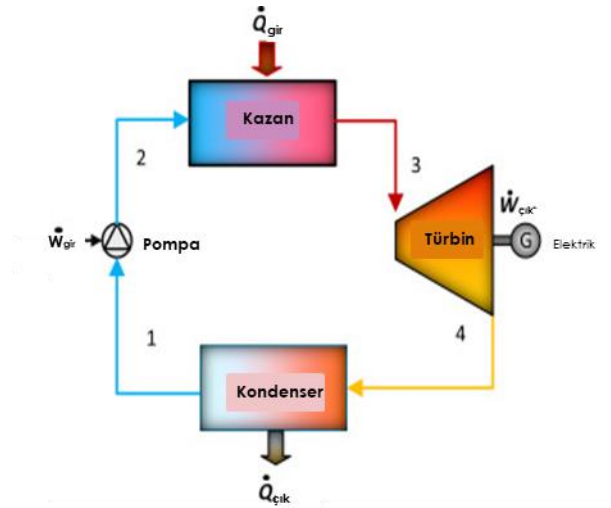 Q̇gir
Kazan
2
3
Ẇçık
Ẇgir
Pompa
Türbin
G
Elektrik
1
4
Kondenser
Q̇çık